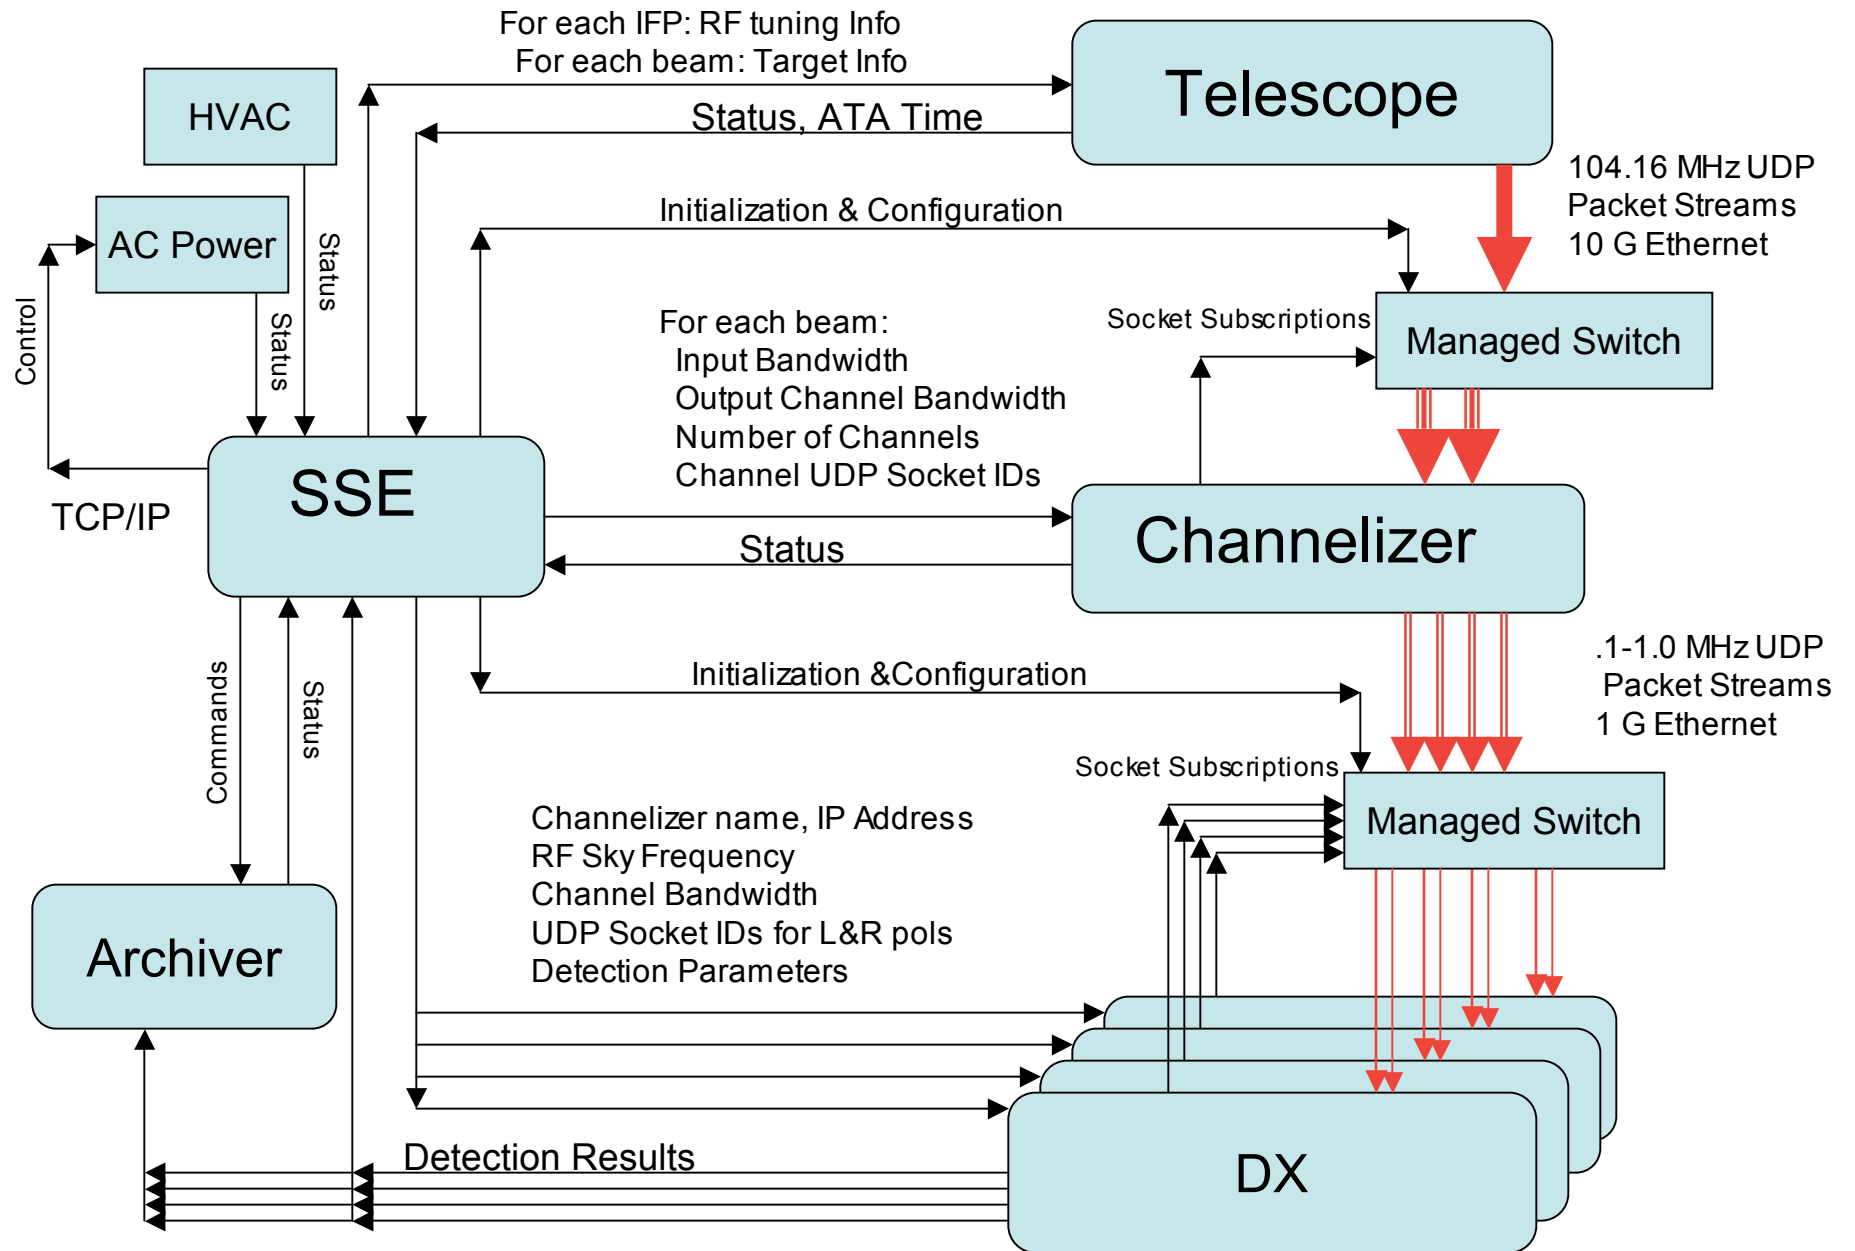 For each IFP: RF tuning Info
For each beam: Target Info
Telescope
HVAC
Status, ATA Time
104.16 MHz UDP
Packet Streams
10 G Ethernet
Initialization & Configuration
AC Power
Status
Control
Status
For each beam:
Input Bandwidth
Output Channel Bandwidth
Number of Channels
Channel UDP Socket IDs
Socket Subscriptions
Managed Switch
SSE
TCP/IP
Channelizer
Status
.1-1.0 MHz UDP
Packet Streams
1 G Ethernet
Initialization &Configuration
Commands
Status
Socket Subscriptions
Managed Switch
Channelizer name, IP Address
RF Sky Frequency
Channel Bandwidth
UDP Socket IDs for L&R pols
Detection Parameters
Archiver
Detection Results
DX